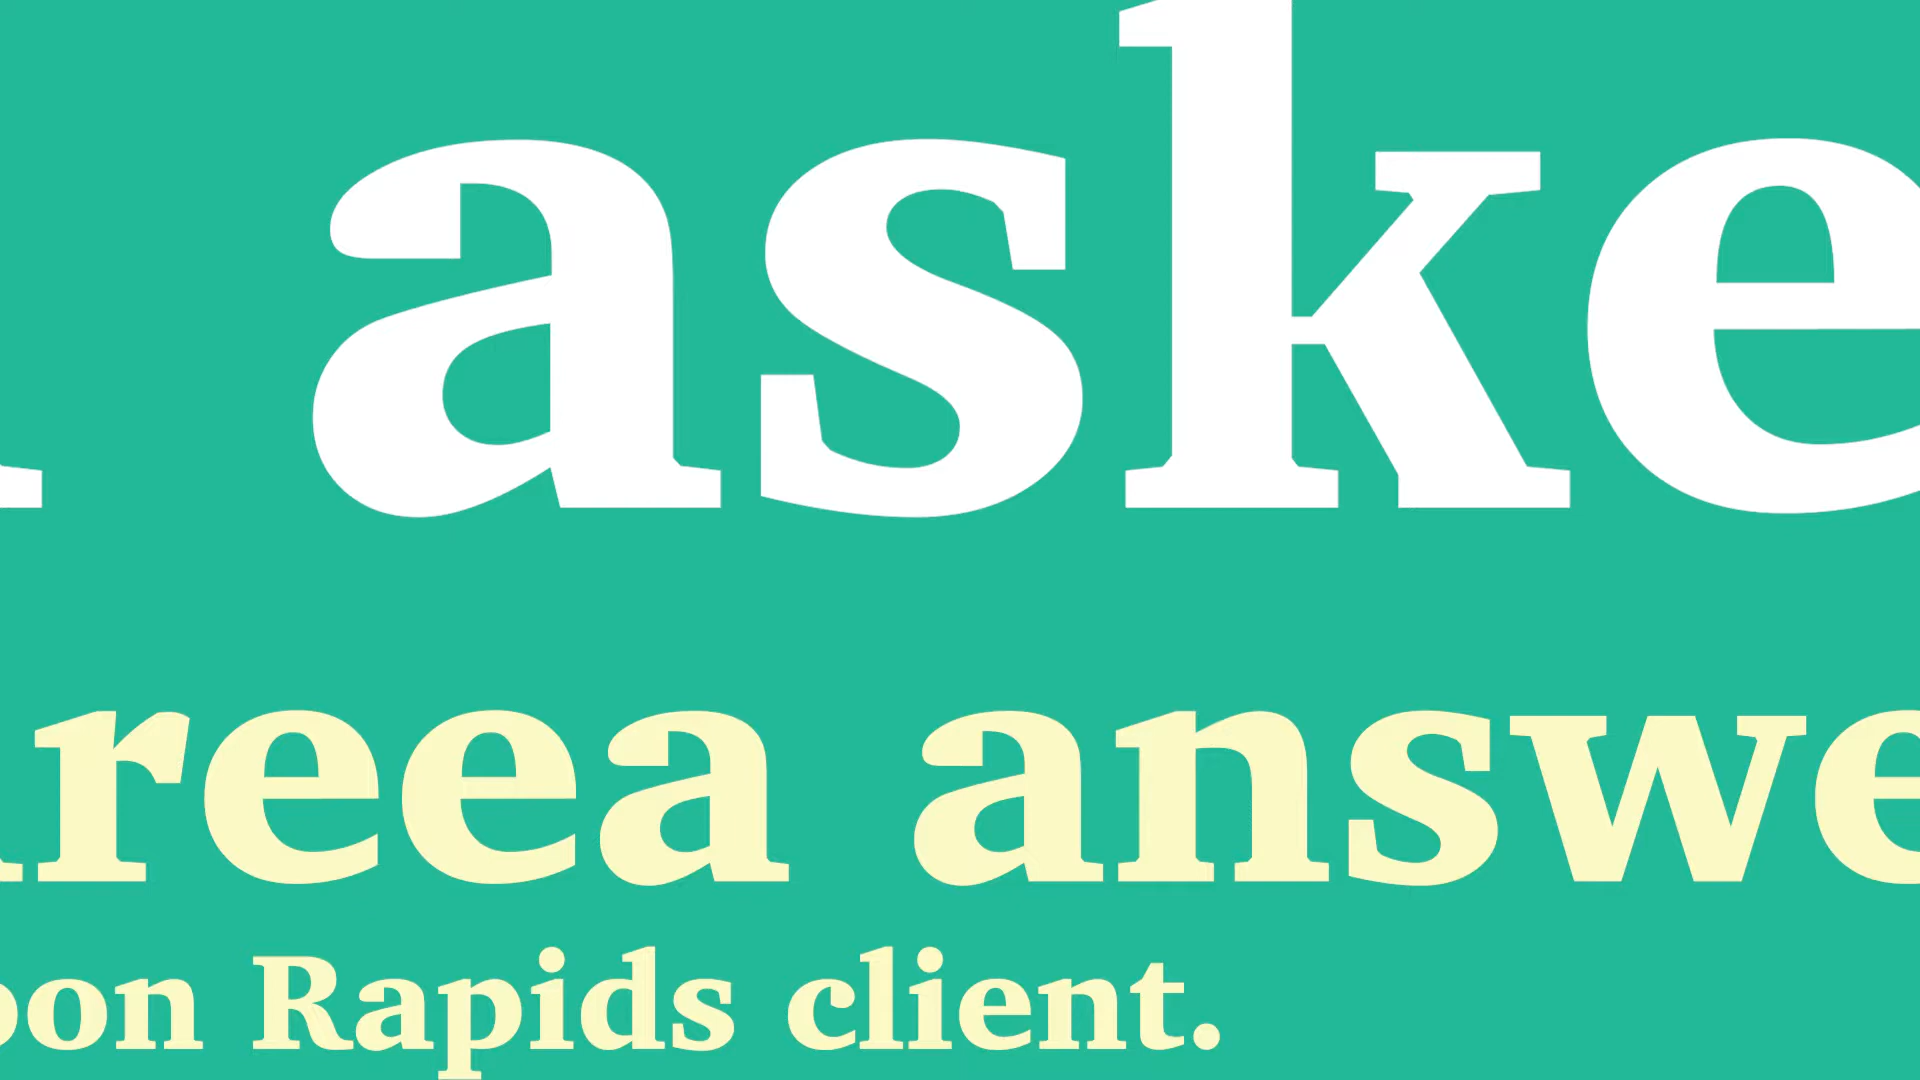 aske
reea answe
on Rapids client.